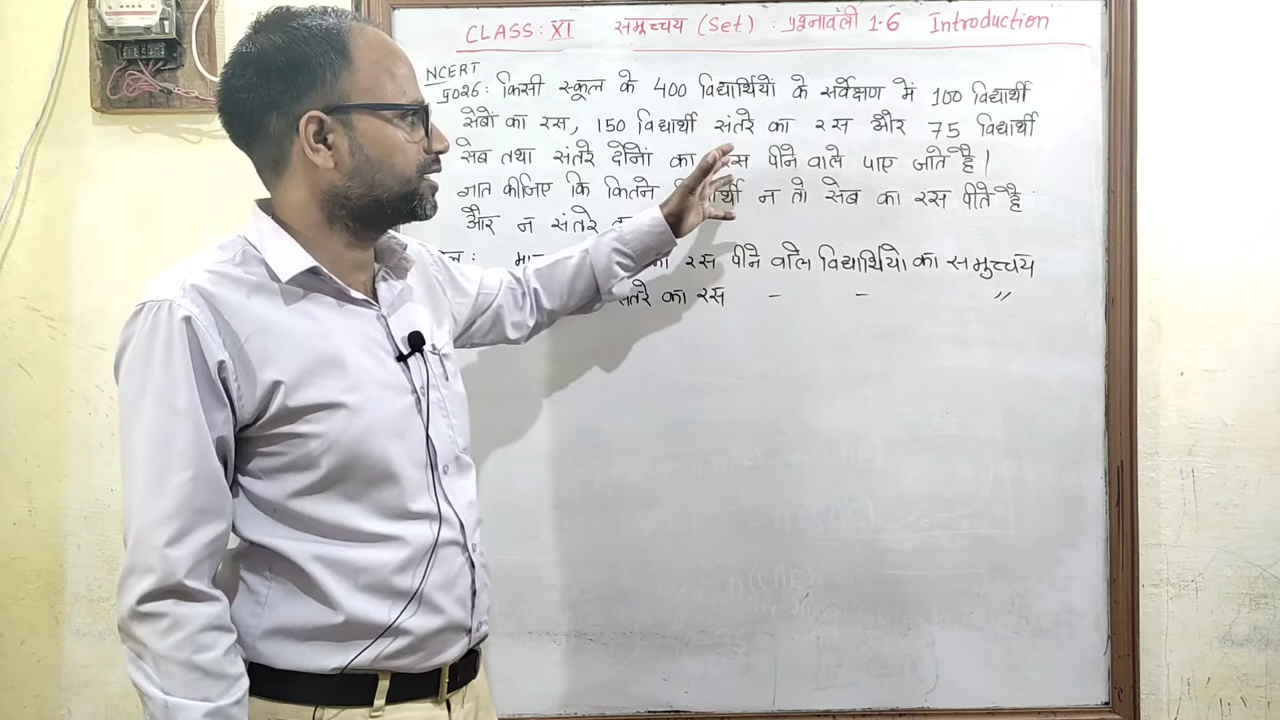 CLASS: XI समुच्चय (Set) : प्रश्नावली 1.6 Introduction
NCERT
उ026: किसी स्कूल के 400 विद्यार्थियों के सर्वेक्षण में 100 विद्यार्थी
सेबों का रस, 150 विद्यार्थी संतरे का रस और 75 विद्यार्थी
सेब तथा संतरे दोनों का रस पीने वाले पाए जाते है।
ज्ञात कीजिए कि कितने न तो सेब का रस पीते है
और न संतरे
रस पीने वाले विद्यार्थियो का समुच्चय
संतरे का रस - - "